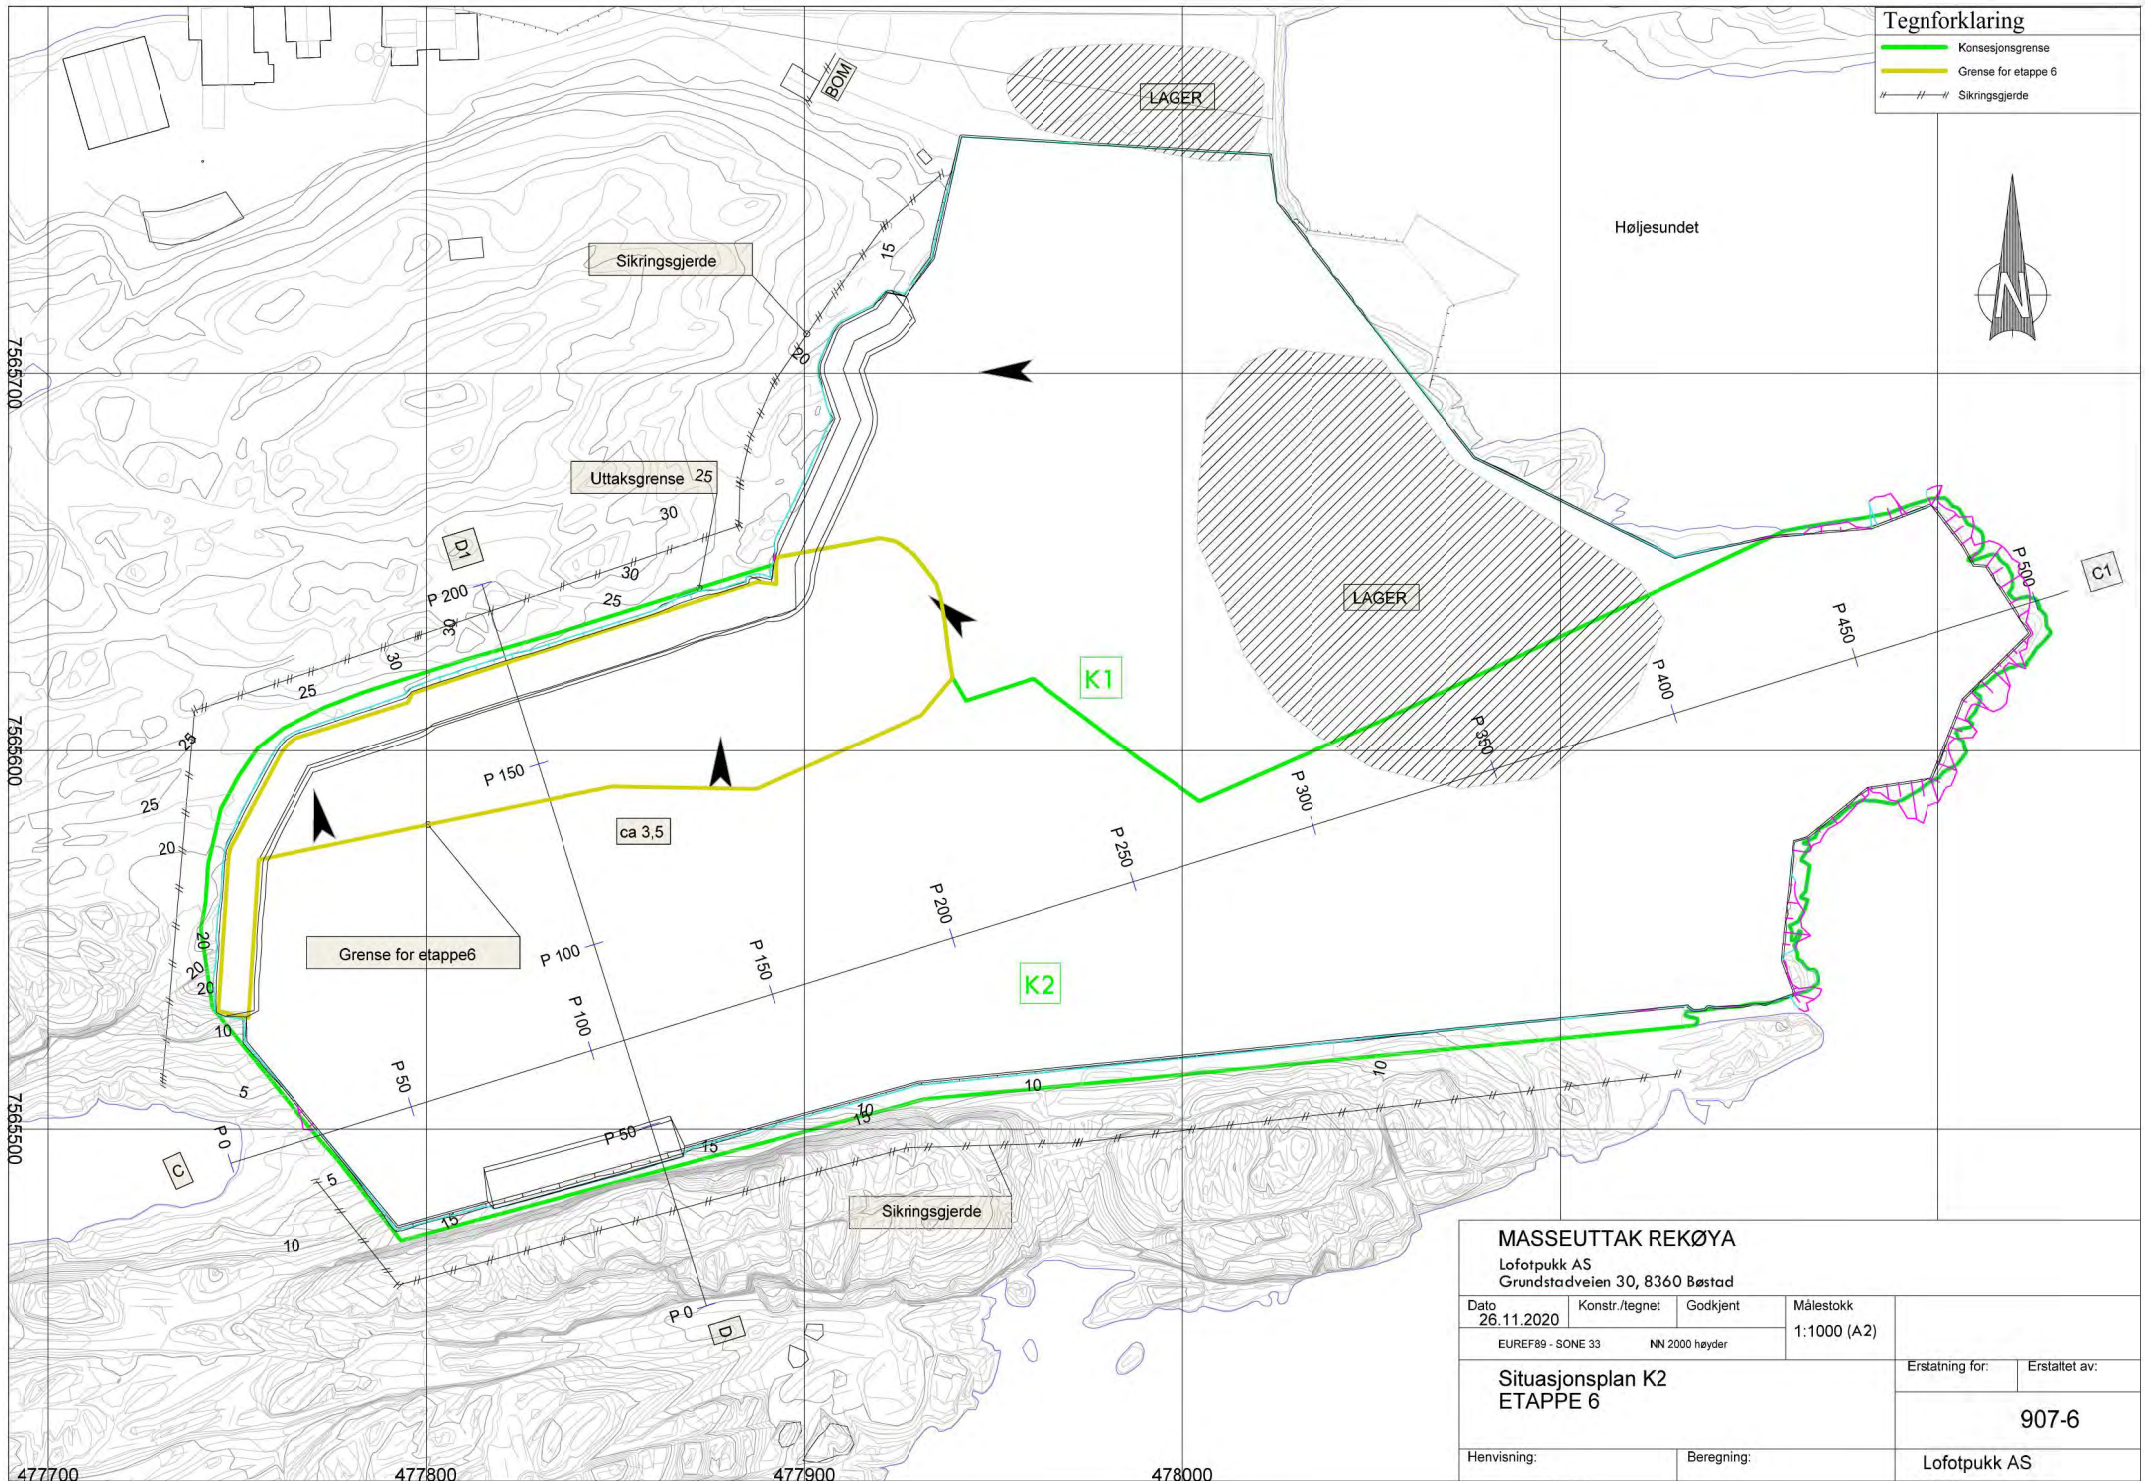 Tegnforklaring
Konsesjonsgrense
Grense for etappe 6
Sikringsgjerde
BOM
LAGER
Høljesundet
Sikringsgjerde
15
20
7565700
Uttaksgrense
25
30
D1
P 200
30
30
25
30
25
25
LAGER
P 500
C1
P 450
P 400
P 350
P 300
P 250
P 200
P 150
P 100
P 50
P 0
K1
7565600
P 150
25
20
ca 3,5
Grense for etappe6
P 100
20
20
20
10
K2
5
10
10
10
15
15
P 50
7565500
C
5
15
10
Sikringsgjerde
P 0
D
MASSEUTTAK REKØYA
Lofotpukk AS
Grundstadveien 30, 8360 Bøstad
Dato
26.11.2020
Konstr./tegne:
Godkjent
Målestokk
1:1000 (A2)
EUREF89 - SONE 33
NN 2000 høyder
Situasjonsplan K2
ETAPPE 6
Erstatning for:
Erstattet av:
907-6
Henvisning:
Beregning:
Lofotpukk AS
477700
477800
477900
478000
N